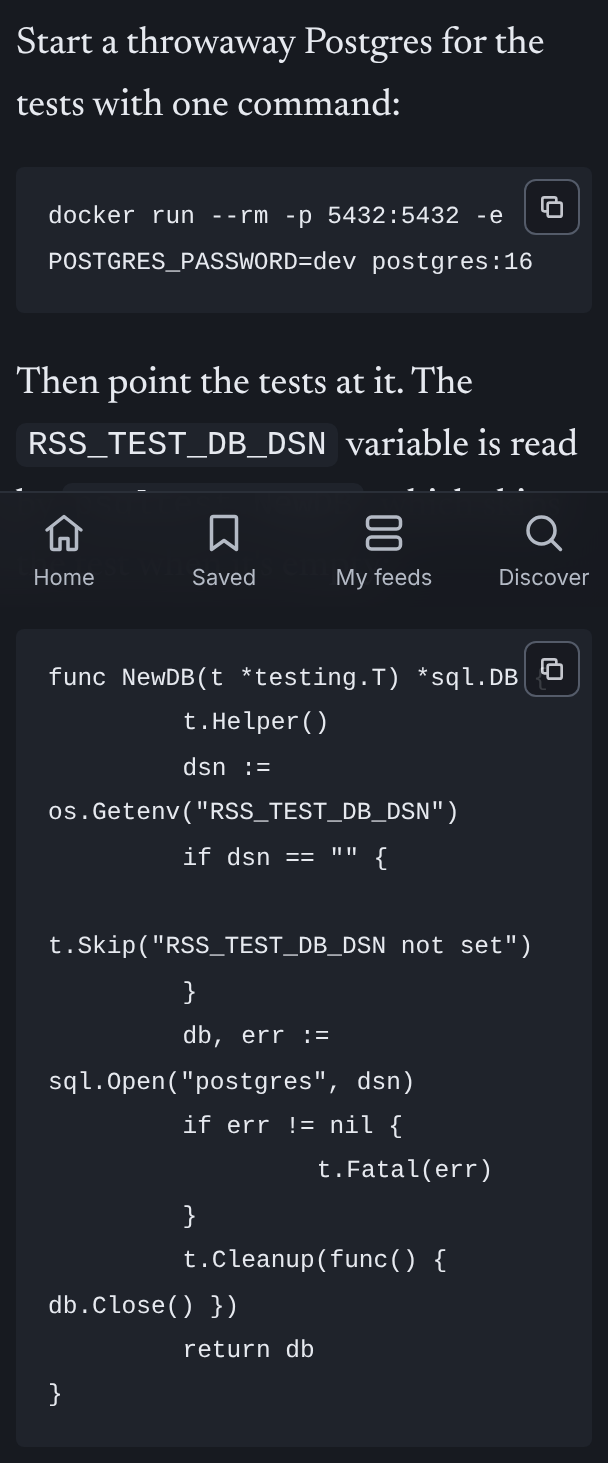 Start a throwaway Postgres for the
tests with one command:
docker run --rm -p 5432:5432 -e
POSTGRES_PASSWORD=dev postgres:16
Then point the tests at it. The
RSS_TEST_DB_DSN variable is read
Home
Saved
My feeds
Discover
func NewDB(t *testing.T) *sql.DB {
t.Helper()
dsn :=
os.Getenv("RSS_TEST_DB_DSN")
if dsn == "" {
t.Skip("RSS_TEST_DB_DSN not set")
}
db, err :=
sql.Open("postgres", dsn)
if err != nil {
t.Fatal(err)
}
t.Cleanup(func() {
db.Close() })
return db
}